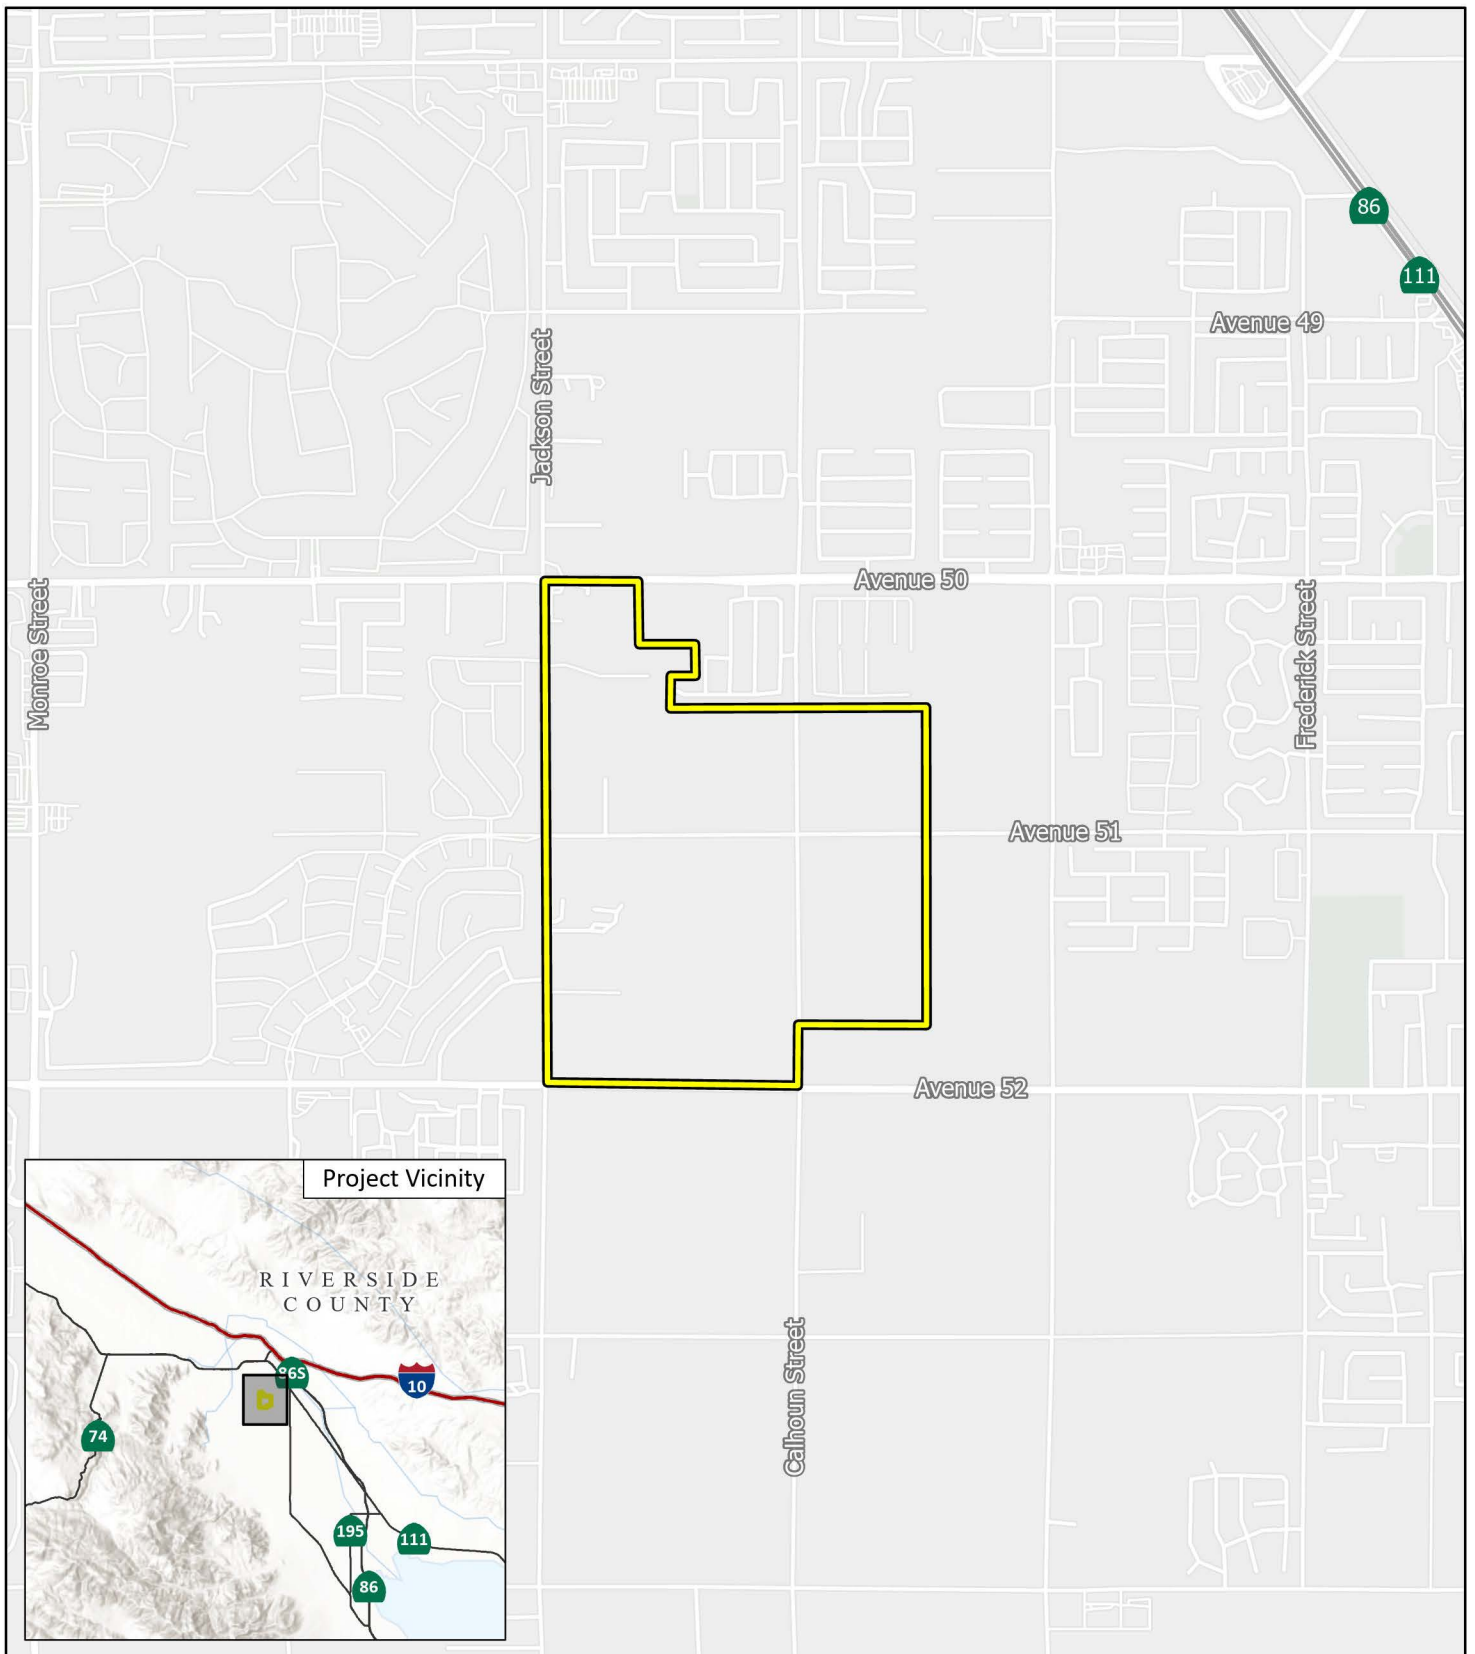 86
111
Avenue 49
Jackson Street
Avenue 50
Monroe Street
Frederick Street
Avenue 51
Avenue 52
Calhoun Street
Project Vicinity
RIVERSIDE
COUNTY
86S
10
74
195
111
86